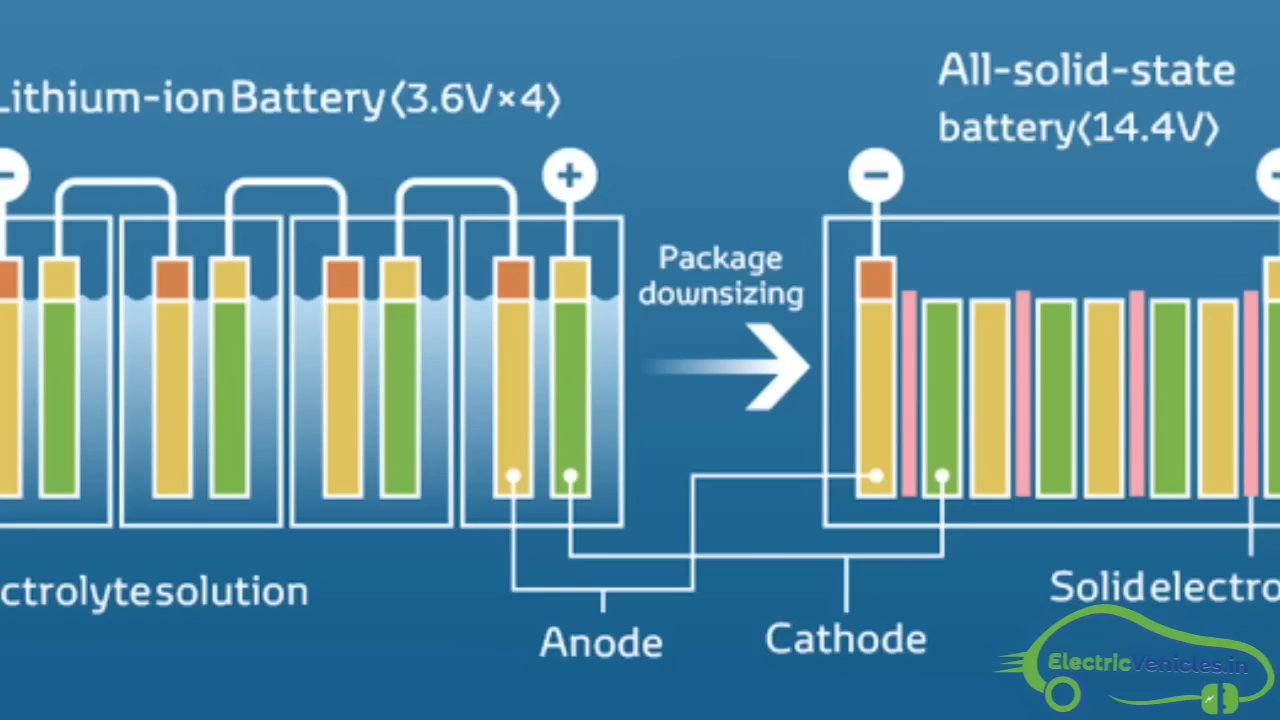 Lithium-ion Battery(3.6V×4)
All-solid-state
battery(14.4V)
−
+
−
−
Package
downsizing
ctrolyte solution
Solid electro
Anode
Cathode
ElectricVehicles.in